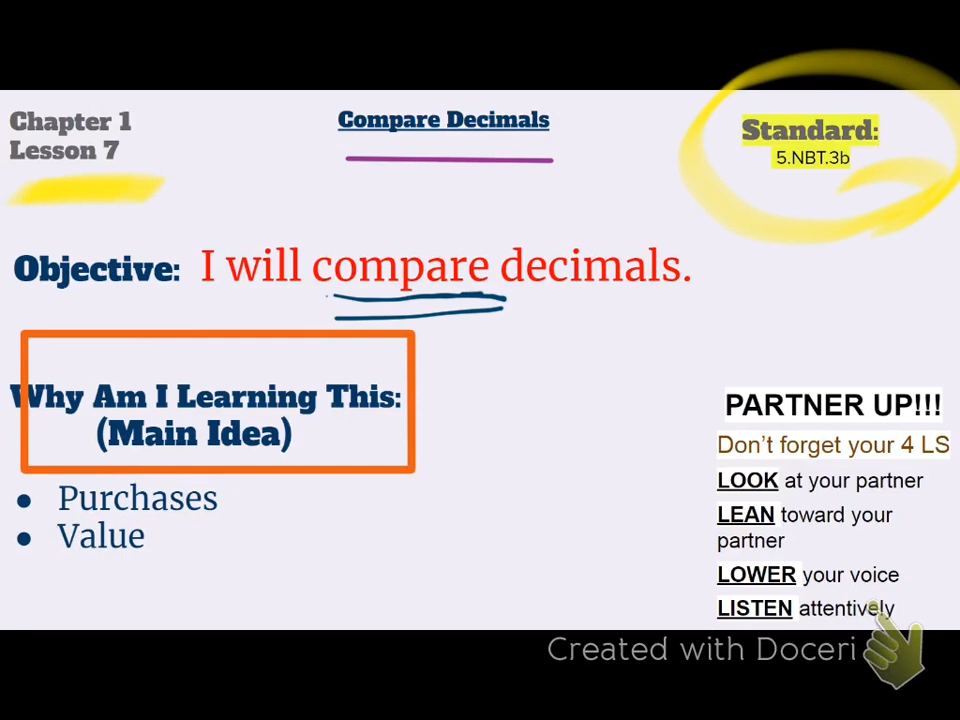 Chapter 1
Lesson 7
Compare Decimals
Standard:
5.NBT.3b
Objective: I will compare decimals.
Why Am I Learning This:
(Main Idea)
● Purchases
● Value
PARTNER UP!!!
Don't forget your 4 LS
LOOK at your partner
LEAN toward your
partner
LOWER your voice
LISTEN attentively
Created with Doceri